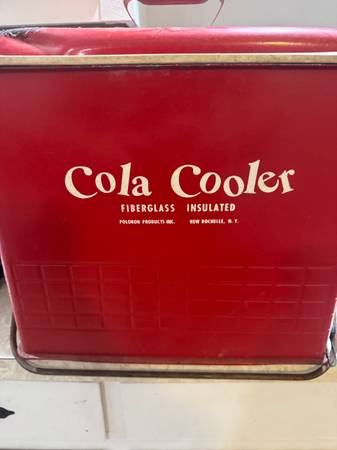 Cola Cooler
FIBERGLASS INSULATED
POLORON PRODUCTS INC. NEW ROCHELLE, N. Y.